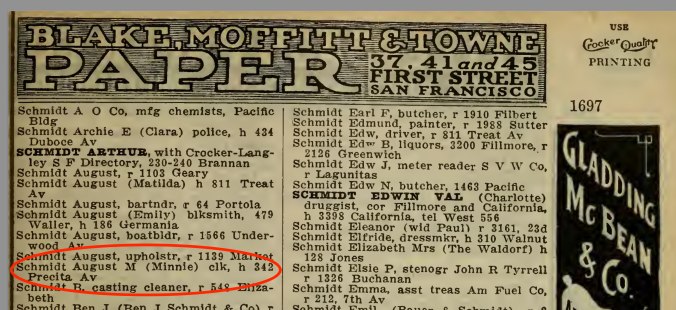 BLAKE, MOFFITT & TOWNE
PAPER
37, 41 and 45
FIRST STREET
SAN FRANCISCO
USE
Crocker Quality
PRINTING
1697
Schmidt A O Co, mfg chemists, Pacific
Bldg
Schmidt Archie E (Clara) police, h 434
Duboce Av
SCHMIDT ARTHUR, with Crocker-Lang-
ley S F Directory, 230-240 Brannan
Schmidt August, r 1103 Geary
Schmidt August (Matilda) h 811 Treat
Av
Schmidt August, bartndr, r 64 Portola
Schmidt August (Emily) blksmith, 479
Waller, h 186 Germania
Schmidt August, boatbldr, r 1566 Under-
wood Av
Schmidt August, upholstr, r 1139 Market
Schmidt August M (Minnie) clk, h 342
Precita Av
Schmidt B, casting cleaner, r 548 Eliza-
beth
Schmidt Ben J (Ben J Schmidt & Co) r
Schmidt Earl F, butcher, r 1910 Filbert
Schmidt Edmund, painter, r 1988 Sutter
Schmidt Edw, driver, r 811 Treat Av
Schmidt Edw B, liquors, 3200 Fillmore, r
2126 Greenwich
Schmidt Edw J, meter reader S V W Co,
r Lagunitas
Schmidt Edw N, butcher, 1463 Pacific
SCHMIDT EDWIN VAL (Charlotte)
druggist, cor Fillmore and California,
h 3398 California, tel West 556
Schmidt Eleanor (wid Paul) r 3161, 23d
Schmidt Elfride, dressmkr, h 310 Walnut
Schmidt Elizabeth Mrs (The Waldorf) h
128 Jones
Schmidt Elsie P, stenogr John R Tyrrell
r 1326 Buchanan
Schmidt Emma, asst treas Am Fuel Co,
r 212, 7th Av
Schmidt Emil
GLADDING
McBEAN
& Co.